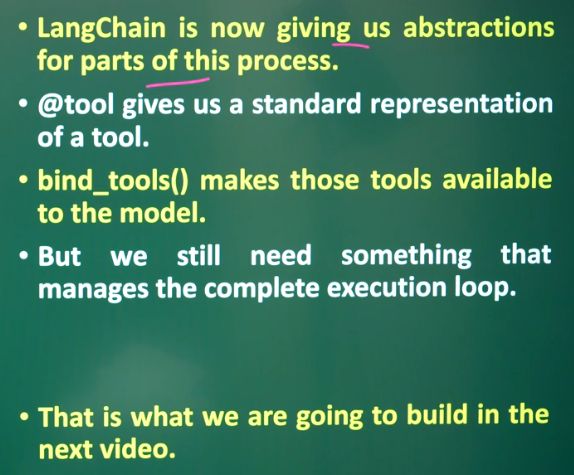 • LangChain is now giving us abstractions
for parts of this process.
• @tool gives us a standard representation
of a tool.
• bind_tools() makes those tools available
to the model.
• But we still need something that
manages the complete execution loop.
• That is what we are going to build in the
next video.